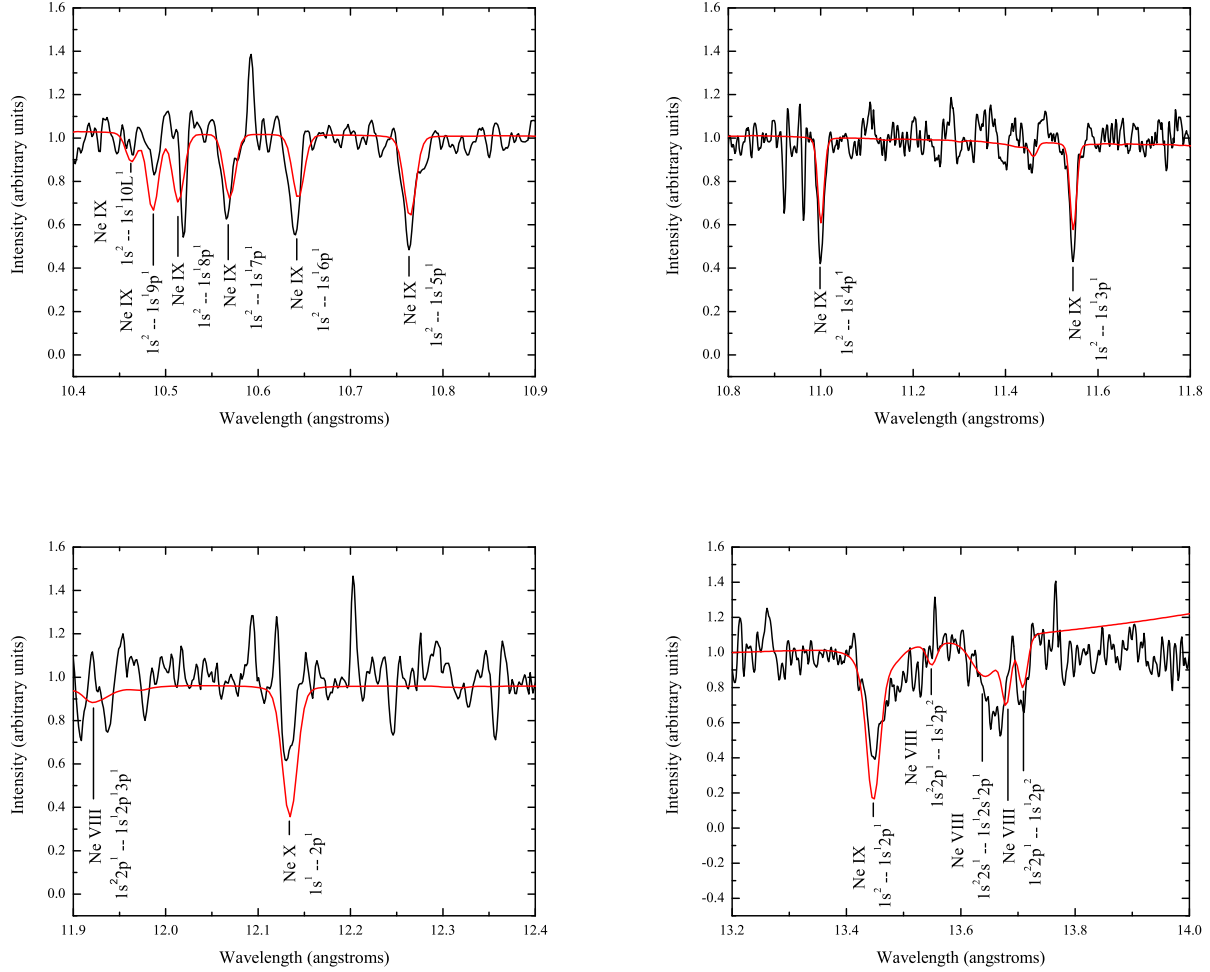 1.6
1.4
1.2
1.0
0.8
0.6
0.4
0.2
0.0
Intensity (arbitrary units)
Ne IX
1s² -- 1s¹10L¹
Ne IX
1s² -- 1s¹9p¹
Ne IX
1s² -- 1s¹8p¹
Ne IX
1s² -- 1s¹7p¹
Ne IX
1s² -- 1s¹6p¹
Ne IX
1s² -- 1s¹5p¹
10.4 10.5 10.6 10.7 10.8 10.9
Wavelength (angstroms)
1.6
1.4
1.2
1.0
0.8
0.6
0.4
0.2
0.0
Intensity (arbitrary units)
Ne IX
1s² -- 1s¹4p¹
Ne IX
1s² -- 1s¹3p¹
10.8 11.0 11.2 11.4 11.6 11.8
Wavelength (angstroms)
1.6
1.4
1.2
1.0
0.8
0.6
0.4
0.2
0.0
Intensity (arbitrary units)
Ne VIII
1s²2p¹ -- 1s¹2p¹3p¹
Ne X
1s¹ -- 2p¹
11.9 12.0 12.1 12.2 12.3 12.4
Wavelength (angstroms)
1.6
1.4
1.2
1.0
0.8
0.6
0.4
0.2
0.0
-0.2
-0.4
Intensity (arbitrary units)
Ne IX
1s² -- 1s¹2p¹
Ne VIII
1s²2p¹ -- 1s¹2p²
Ne VIII
1s²2s¹ -- 1s¹2s¹2p¹
Ne VIII
1s²2p¹ -- 1s¹2p²
13.2 13.4 13.6 13.8 14.0
Wavelength (angstroms)